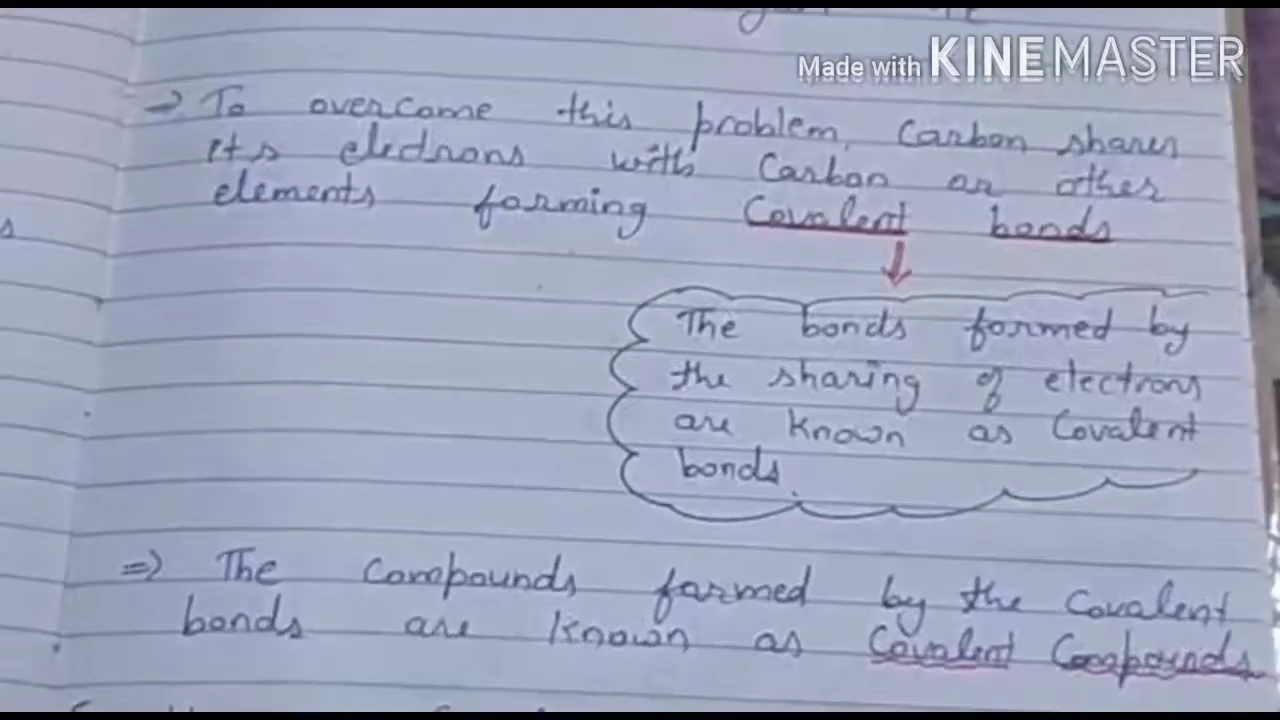 Made with KINEMASTER
→ To overcome this problem, Carbon shares
its electrons with Carbon or other
elements forming Covalent bonds
↓
The bonds formed by
the sharing of electrons
are known as Covalent
bonds.
⇒ The Compounds formed by the Covalent
bonds are known as Covalent Compounds